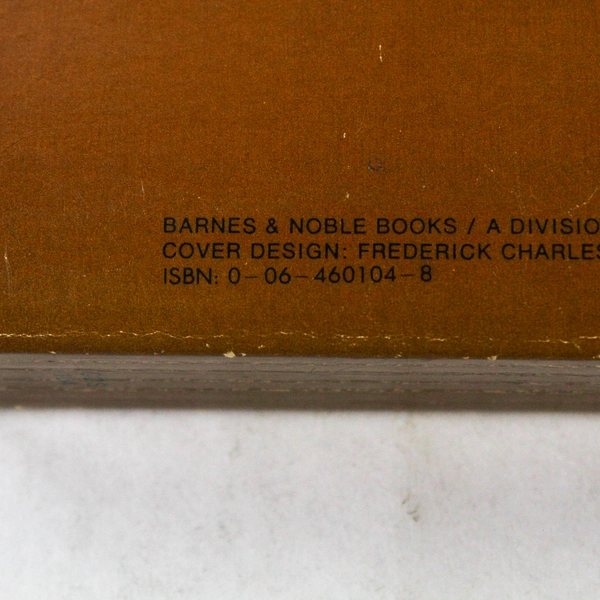 BARNES & NOBLE BOOKS / A DIVISIO
COVER DESIGN: FREDERICK CHARLES
ISBN: 0-06-460104-8